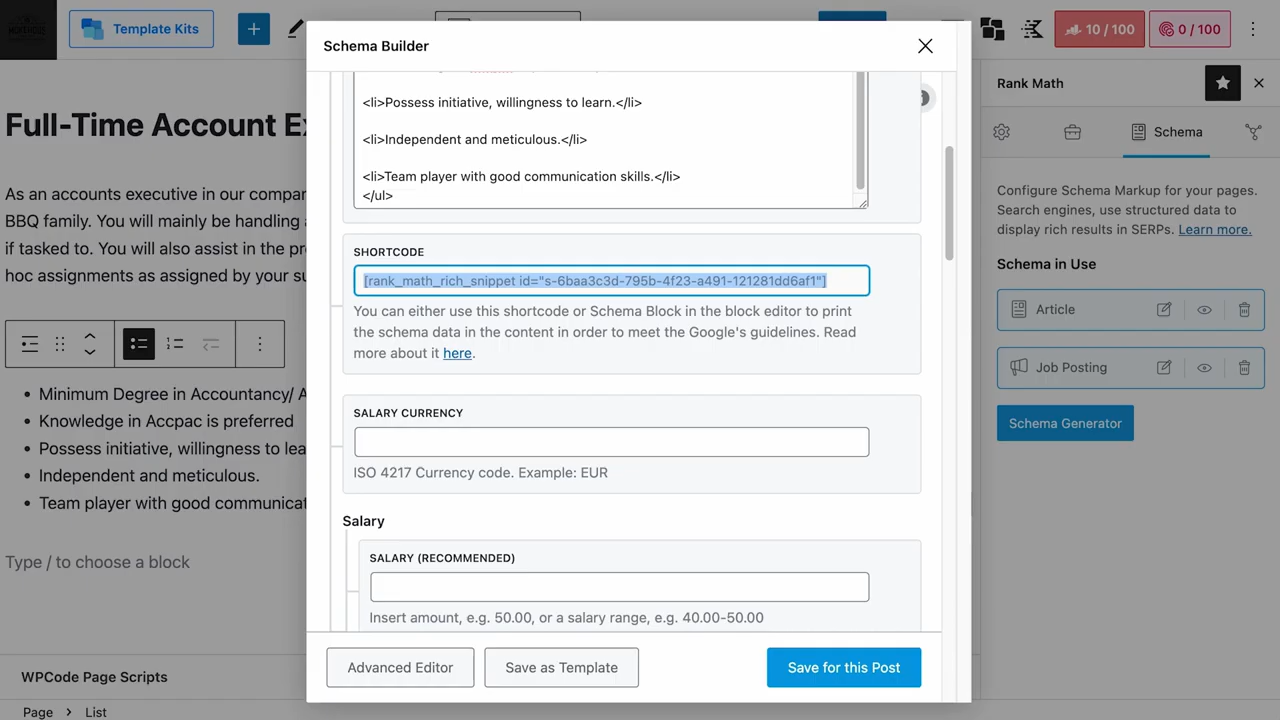 Template Kits
10 / 100
0 / 100
Schema Builder
Rank Math
Full-Time Account E
As an accounts executive in our compan
BBQ family. You will mainly be handling
if tasked to. You will also assist in the pr
hoc assignments as assigned by your su
Minimum Degree in Accountancy/ A
Knowledge in Accpac is preferred
Possess initiative, willingness to lea
Independent and meticulous.
Team player with good communicat
Type / to choose a block
WPCode Page Scripts
Page > List
<li>Possess initiative, willingness to learn.</li>
<li>Independent and meticulous.</li>
<li>Team player with good communication skills.</li>
</ul>
SHORTCODE
[rank_math_rich_snippet id="s-6baa3c3d-795b-4f23-a491-121281dd6af1"]
You can either use this shortcode or Schema Block in the block editor to print
the schema data in the content in order to meet the Google's guidelines. Read
more about it here.
SALARY CURRENCY
ISO 4217 Currency code. Example: EUR
Salary
SALARY (RECOMMENDED)
Insert amount, e.g. 50.00, or a salary range, e.g. 40.00-50.00
Advanced Editor
Save as Template
Save for this Post
Schema
Configure Schema Markup for your pages.
Search engines, use structured data to
display rich results in SERPs. Learn more.
Schema in Use
Article
Job Posting
Schema Generator